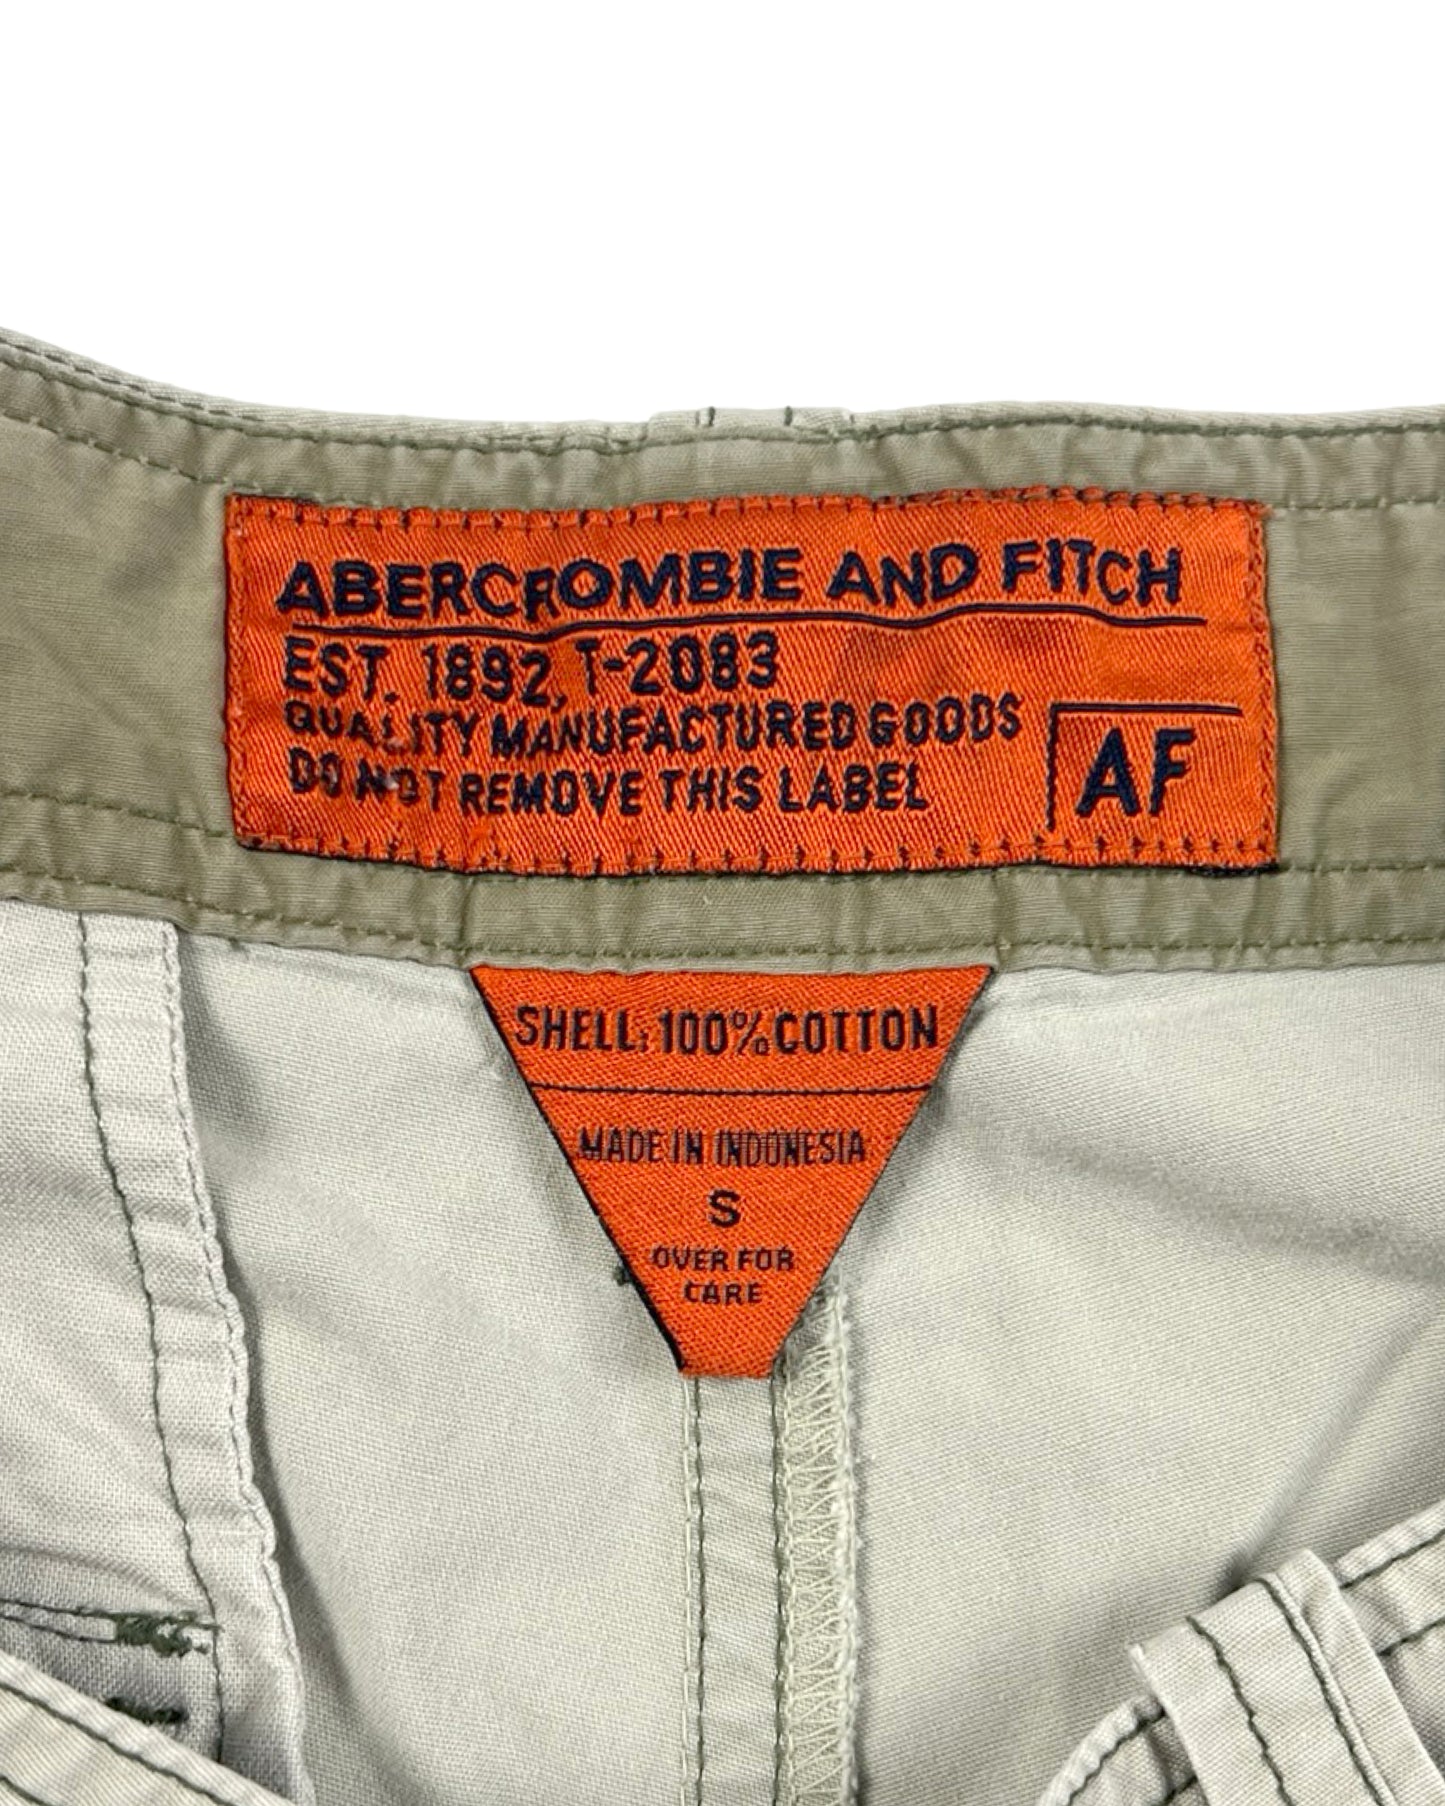 ABERCROMBIE AND FITCH
EST. 1892, T-2083
QUALITY MANUFACTURED GOODS
DO NOT REMOVE THIS LABEL
AF
SHELL: 100% COTTON
MADE IN INDONESIA
S
OVER FOR
CARE